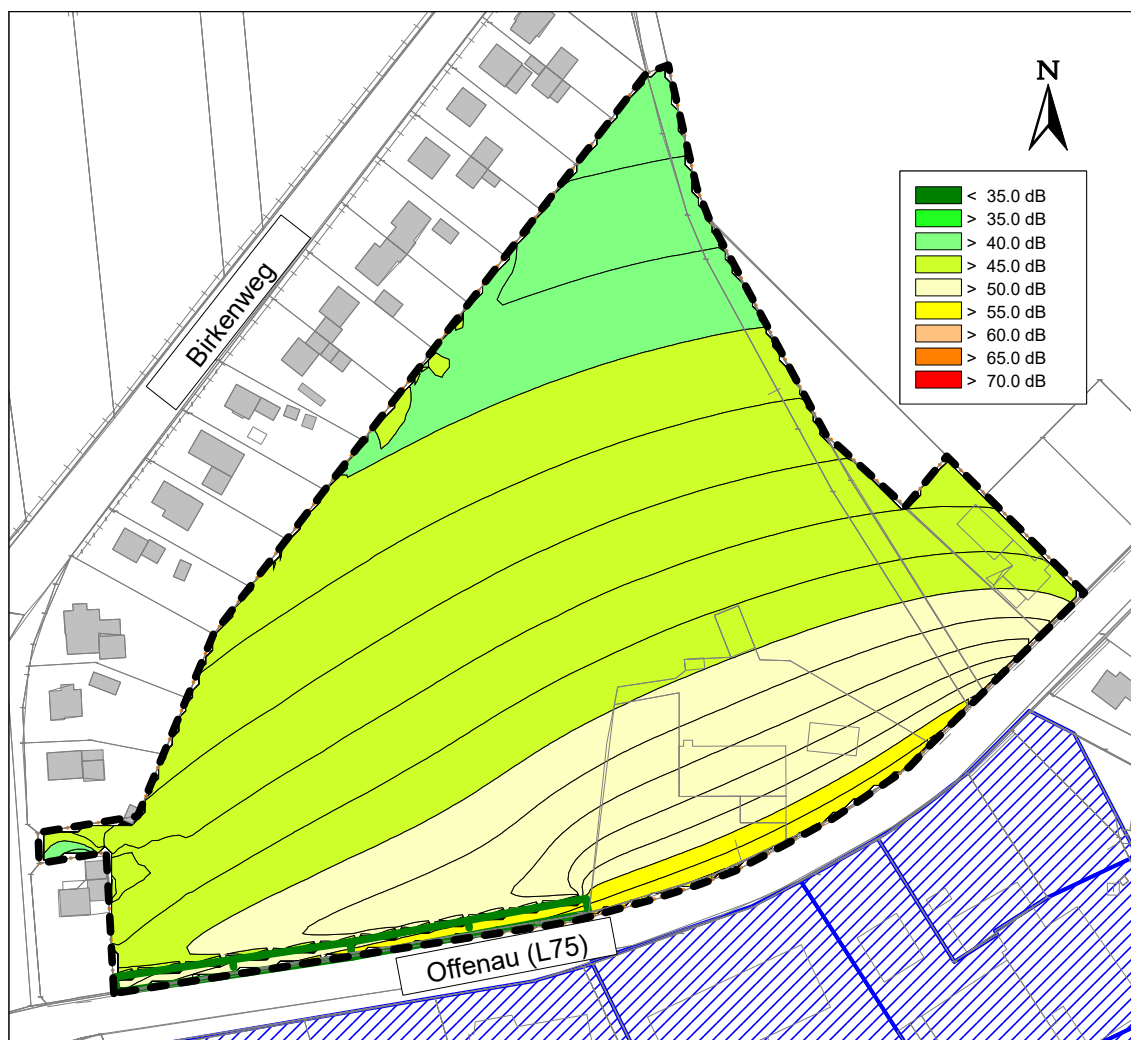 N
< 35.0 dB
> 35.0 dB
> 40.0 dB
> 45.0 dB
> 50.0 dB
> 55.0 dB
> 60.0 dB
> 65.0 dB
> 70.0 dB
Birkenweg
Offenau (L75)